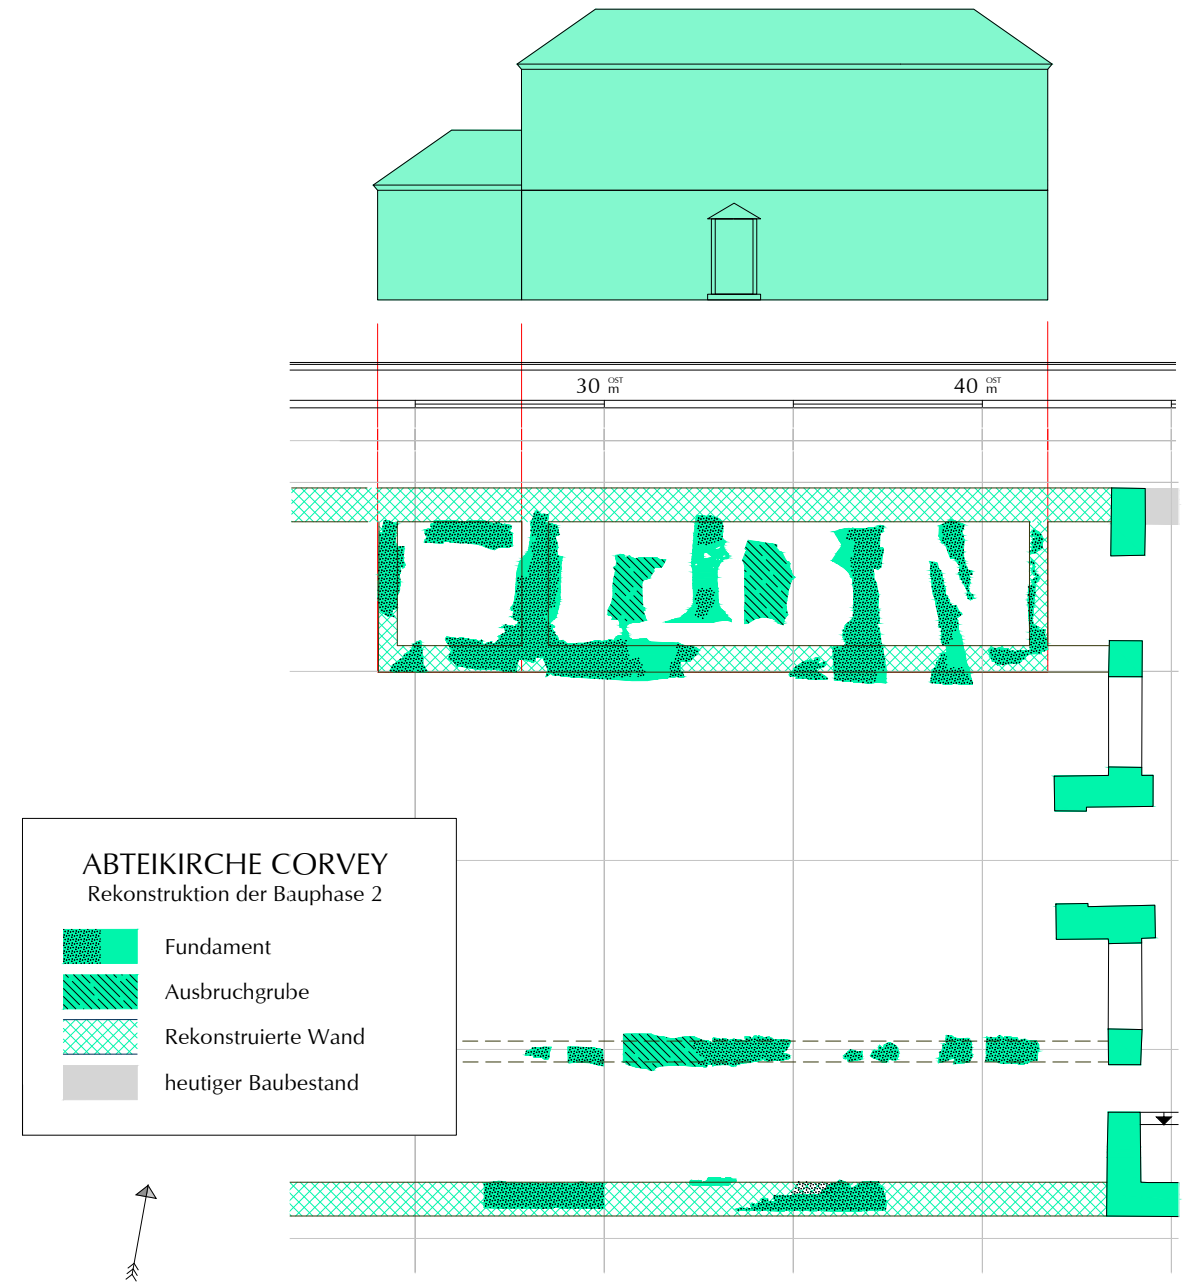 30 OST m 40 OST m
ABTEIKIRCHE CORVEY
Rekonstruktion der Bauphase 2
Fundament
Ausbruchgrube
Rekonstruierte Wand
heutiger Baubestand